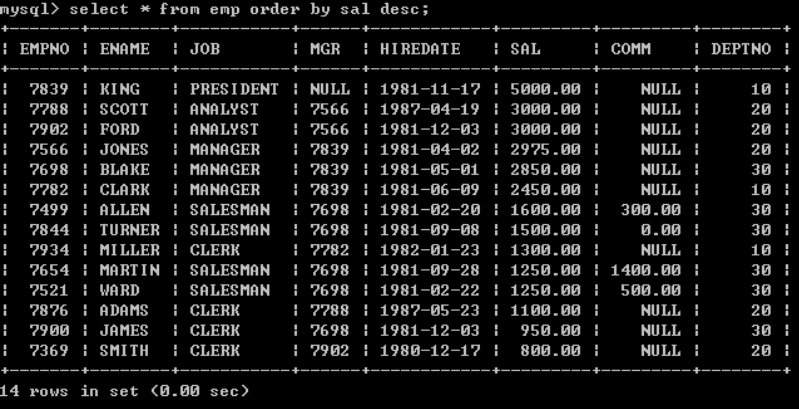 mysql> select * from emp order by sal desc;
+-------+--------+-----------+------+------------+---------+---------+--------+
¦ EMPNO ¦ ENAME  ¦ JOB       ¦ MGR  ¦ HIREDATE   ¦ SAL     ¦ COMM    ¦ DEPTNO ¦
+-------+--------+-----------+------+------------+---------+---------+--------+
¦  7839 ¦ KING   ¦ PRESIDENT ¦ NULL ¦ 1981-11-17 ¦ 5000.00 ¦    NULL ¦     10 ¦
¦  7788 ¦ SCOTT  ¦ ANALYST   ¦ 7566 ¦ 1987-04-19 ¦ 3000.00 ¦    NULL ¦     20 ¦
¦  7902 ¦ FORD   ¦ ANALYST   ¦ 7566 ¦ 1981-12-03 ¦ 3000.00 ¦    NULL ¦     20 ¦
¦  7566 ¦ JONES  ¦ MANAGER   ¦ 7839 ¦ 1981-04-02 ¦ 2975.00 ¦    NULL ¦     20 ¦
¦  7698 ¦ BLAKE  ¦ MANAGER   ¦ 7839 ¦ 1981-05-01 ¦ 2850.00 ¦    NULL ¦     30 ¦
¦  7782 ¦ CLARK  ¦ MANAGER   ¦ 7839 ¦ 1981-06-09 ¦ 2450.00 ¦    NULL ¦     10 ¦
¦  7499 ¦ ALLEN  ¦ SALESMAN  ¦ 7698 ¦ 1981-02-20 ¦ 1600.00 ¦  300.00 ¦     30 ¦
¦  7844 ¦ TURNER ¦ SALESMAN  ¦ 7698 ¦ 1981-09-08 ¦ 1500.00 ¦    0.00 ¦     30 ¦
¦  7934 ¦ MILLER ¦ CLERK     ¦ 7782 ¦ 1982-01-23 ¦ 1300.00 ¦    NULL ¦     10 ¦
¦  7654 ¦ MARTIN ¦ SALESMAN  ¦ 7698 ¦ 1981-09-28 ¦ 1250.00 ¦ 1400.00 ¦     30 ¦
¦  7521 ¦ WARD   ¦ SALESMAN  ¦ 7698 ¦ 1981-02-22 ¦ 1250.00 ¦  500.00 ¦     30 ¦
¦  7876 ¦ ADAMS  ¦ CLERK     ¦ 7788 ¦ 1987-05-23 ¦ 1100.00 ¦    NULL ¦     20 ¦
¦  7900 ¦ JAMES  ¦ CLERK     ¦ 7698 ¦ 1981-12-03 ¦  950.00 ¦    NULL ¦     30 ¦
¦  7369 ¦ SMITH  ¦ CLERK     ¦ 7902 ¦ 1980-12-17 ¦  800.00 ¦    NULL ¦     20 ¦
+-------+--------+-----------+------+------------+---------+---------+--------+
14 rows in set (0.00 sec)